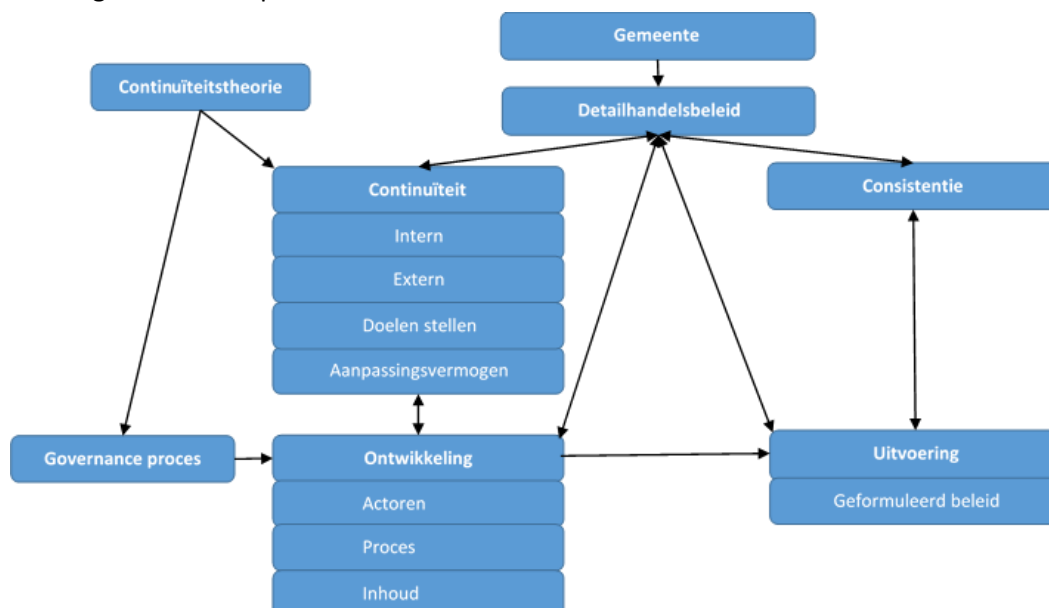 Gemeente
Continuïteitstheorie
Detailhandelsbeleid
Continuïteit
Intern
Extern
Doelen stellen
Aanpassingsvermogen
Consistentie
Governance proces
Ontwikkeling
Actoren
Proces
Inhoud
Uitvoering
Geformuleerd beleid